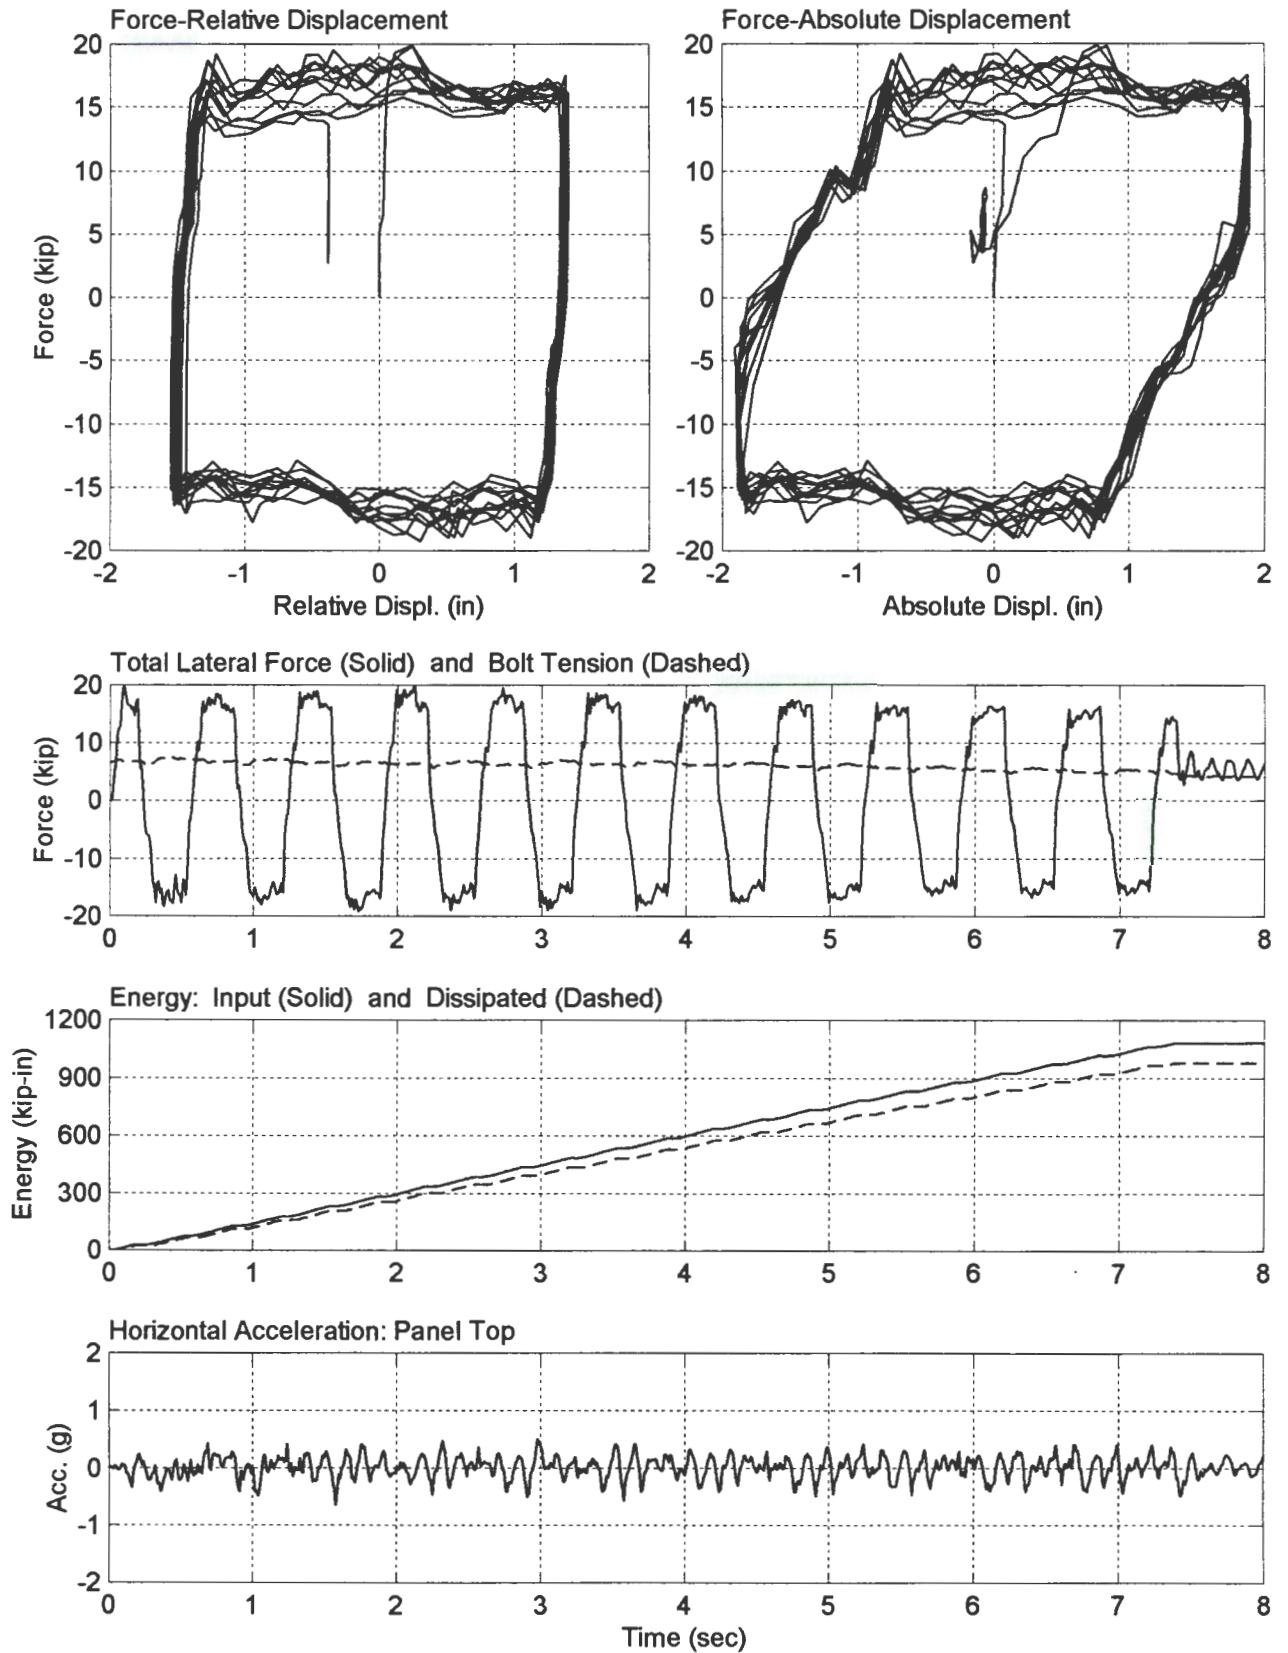 Force-Relative Displacement
Force-Absolute Displacement
20
15
10
5
0
-5
-10
-15
-20
Force (kip)
-2 -1 0 1 2
Relative Displ. (in)
20
15
10
5
0
-5
-10
-15
-20
-2 -1 0 1 2
Absolute Displ. (in)
Total Lateral Force (Solid) and Bolt Tension (Dashed)
20
10
0
-10
-20
Force (kip)
0 1 2 3 4 5 6 7 8
Energy: Input (Solid) and Dissipated (Dashed)
1200
900
600
300
0
Energy (kip-in)
0 1 2 3 4 5 6 7 8
Horizontal Acceleration: Panel Top
2
1
0
-1
-2
Acc. (g)
0 1 2 3 4 5 6 7 8
Time (sec)